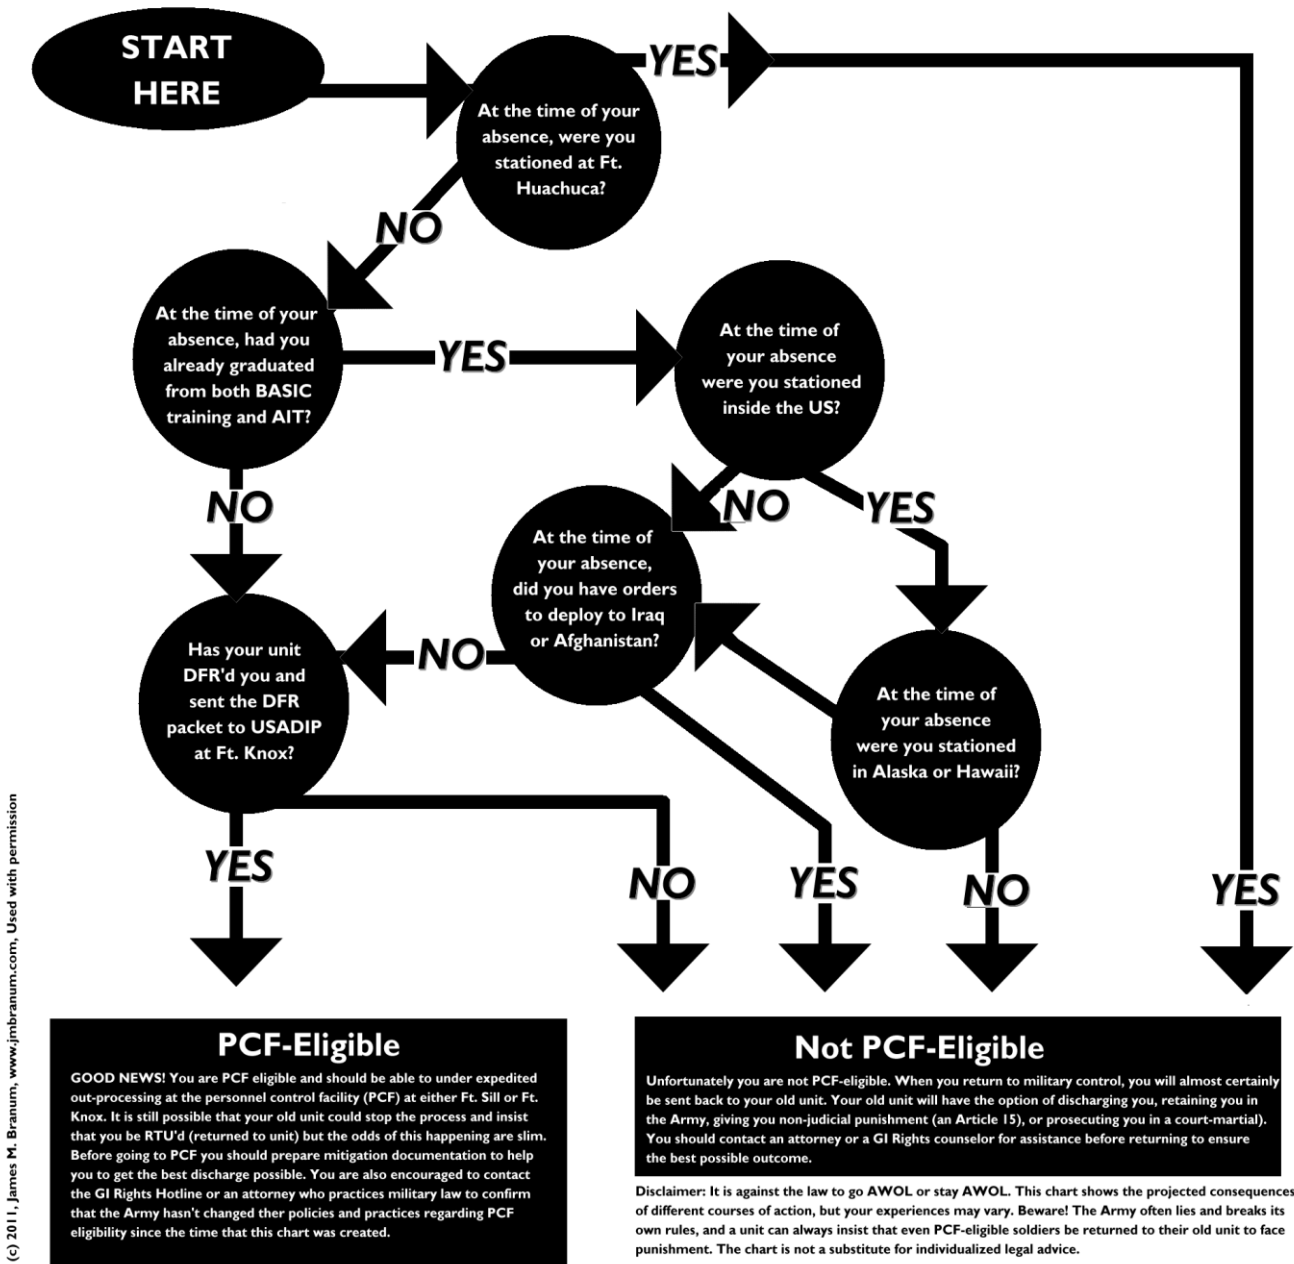 START
HERE
At the time of your
absence, were you
stationed at Ft.
Huachuca?
YES
NO
At the time of your
absence, had you
already graduated
from both BASIC
training and AIT?
YES
At the time of
your absence
were you stationed
inside the US?
NO
NO
YES
At the time of
your absence,
did you have orders
to deploy to Iraq
or Afghanistan?
NO
Has your unit
DFR'd you and
sent the DFR
packet to USADIP
at Ft. Knox?
At the time of
your absence
were you stationed
in Alaska or Hawaii?
YES
NO
YES
NO
YES
PCF-Eligible
GOOD NEWS! You are PCF eligible and should be able to under expedited
out-processing at the personnel control facility (PCF) at either Ft. Sill or Ft.
Knox. It is still possible that your old unit could stop the process and insist
that you be RTU'd (returned to unit) but the odds of this happening are slim.
Before going to PCF you should prepare mitigation documentation to help
you to get the best discharge possible. You are also encouraged to contact
the GI Rights Hotline or an attorney who practices military law to confirm
that the Army hasn't changed ther policies and practices regarding PCF
eligibility since the time that this chart was created.
Not PCF-Eligible
Unfortunately you are not PCF-eligible. When you return to military control, you will almost certainly
be sent back to your old unit. Your old unit will have the option of discharging you, retaining you in
the Army, giving you non-judicial punishment (an Article 15), or prosecuting you in a court-martial).
You should contact an attorney or a GI Rights counselor for assistance before returning to ensure
the best possible outcome.
Disclaimer: It is against the law to go AWOL or stay AWOL. This chart shows the projected consequences
of different courses of action, but your experiences may vary. Beware! The Army often lies and breaks its
own rules, and a unit can always insist that even PCF-eligible soldiers be returned to their old unit to face
punishment. The chart is not a substitute for individualized legal advice.
(c) 2011, James M. Branum, www.jmbranum.com, Used with permission